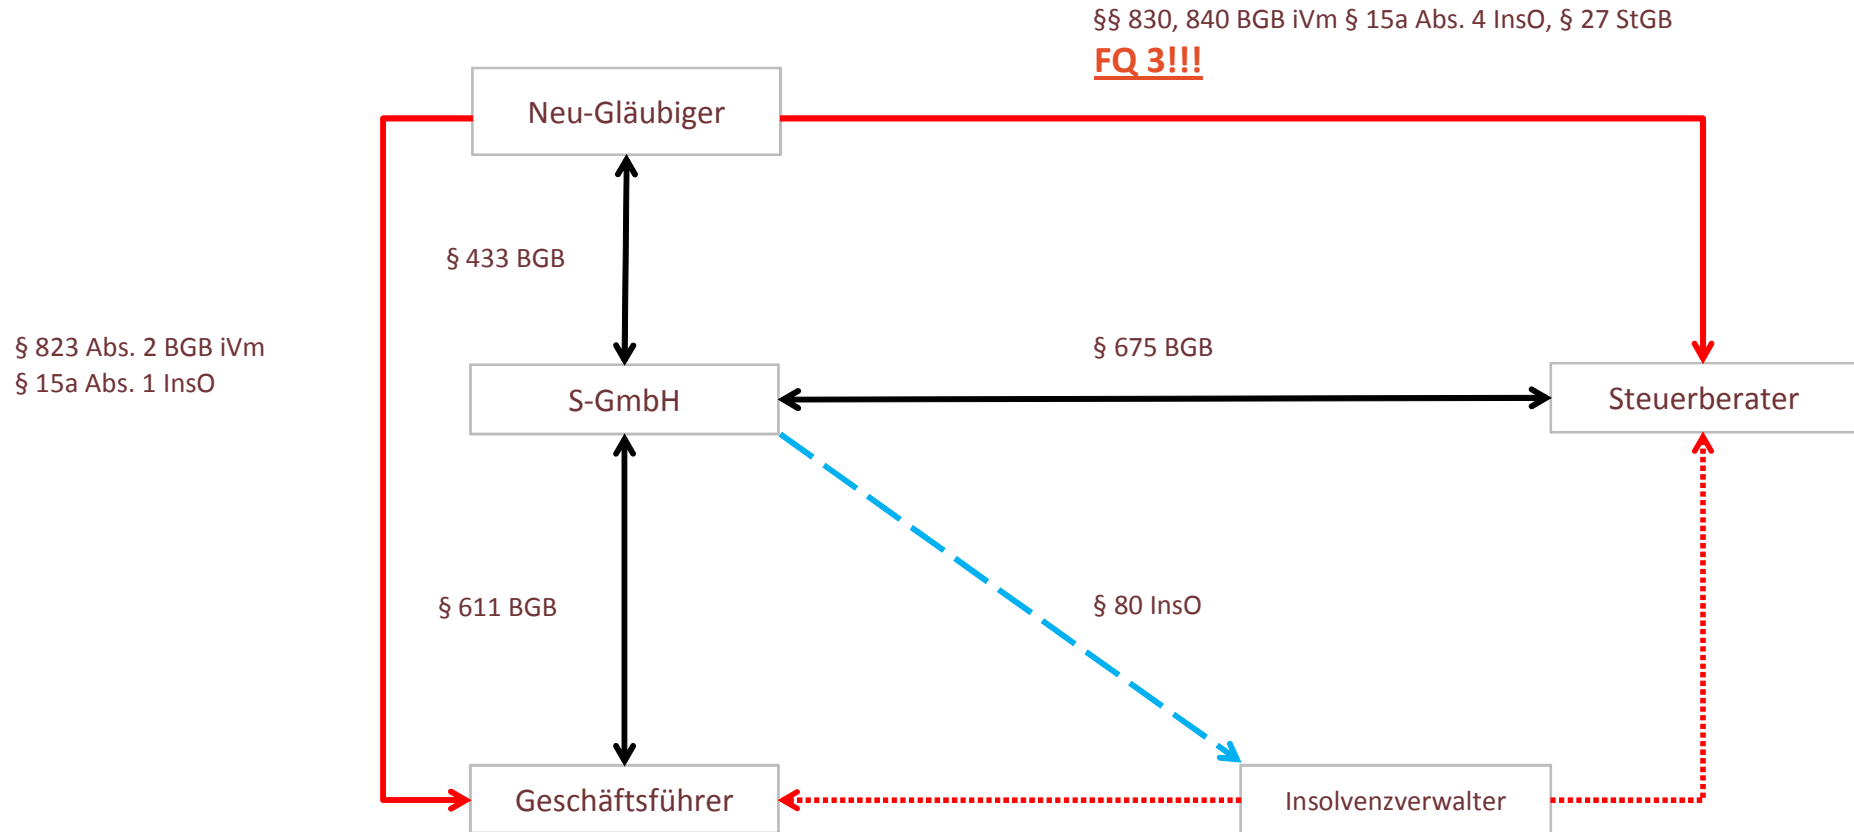 §§ 830, 840 BGB iVm § 15a Abs. 4 InsO, § 27 StGB
FQ 3!!!
Neu-Gläubiger
§ 433 BGB
§ 823 Abs. 2 BGB iVm
§ 15a Abs. 1 InsO
§ 675 BGB
S-GmbH
Steuerberater
§ 611 BGB
§ 80 InsO
Geschäftsführer
Insolvenzverwalter